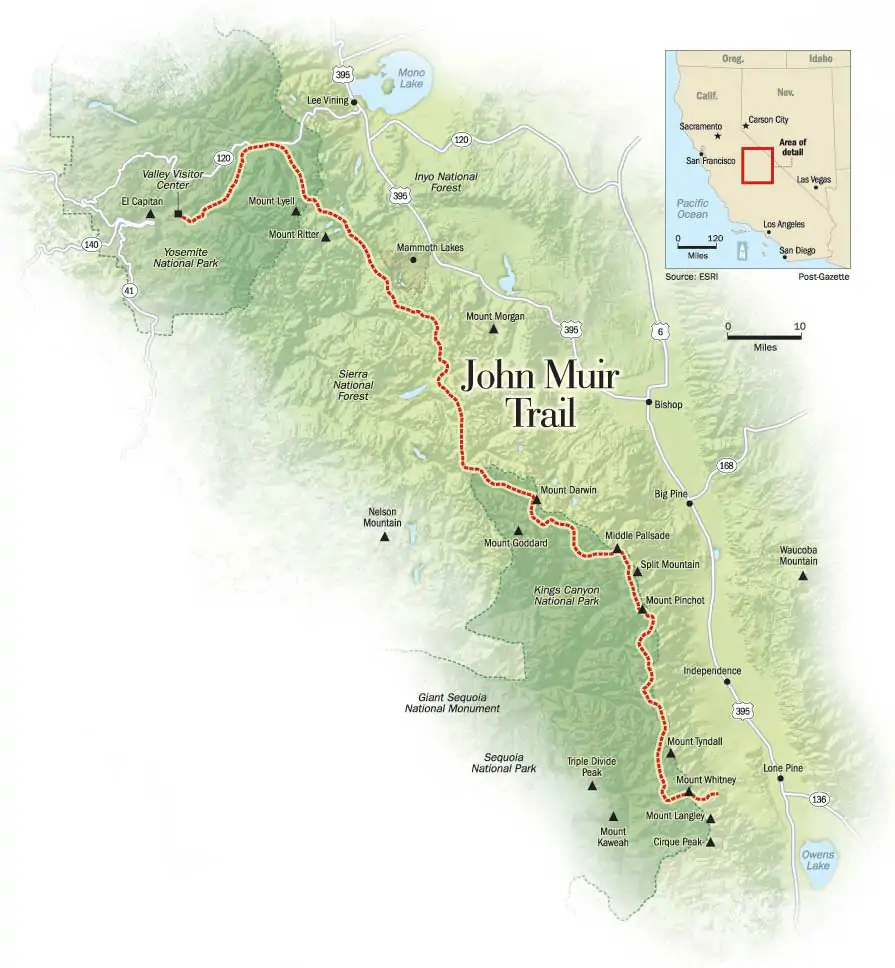 Oreg.
Idaho
Calif.
Nev.
Carson City
Sacramento
Area of
detail
San Francisco
Las Vegas
Pacific
Ocean
Los Angeles
San Diego
0
120
Miles
N
Source: ESRI
Post-Gazette
0
10
Miles
395
Mono
Lake
Lee Vining
120
120
Valley Visitor
Center
Inyo National
Forest
El Capitan
Mount Lyell
395
Mount Ritter
140
Yosemite
National Park
Mammoth Lakes
41
Mount Morgan
395
6
Sierra
National
Forest
John Muir
Trail
Bishop
168
Mount Darwin
Big Pine
Nelson
Mountain
Mount Goddard
Middle Palisade
Split Mountain
Waucoba
Mountain
Kings Canyon
National Park
Mount Pinchot
Independence
Giant Sequoia
National Monument
395
Mount Tyndall
Sequoia
National Park
Triple Divide
Peak
Mount Whitney
Lone Pine
136
Mount Langley
Mount
Kaweah
Cirque Peak
Owens
Lake